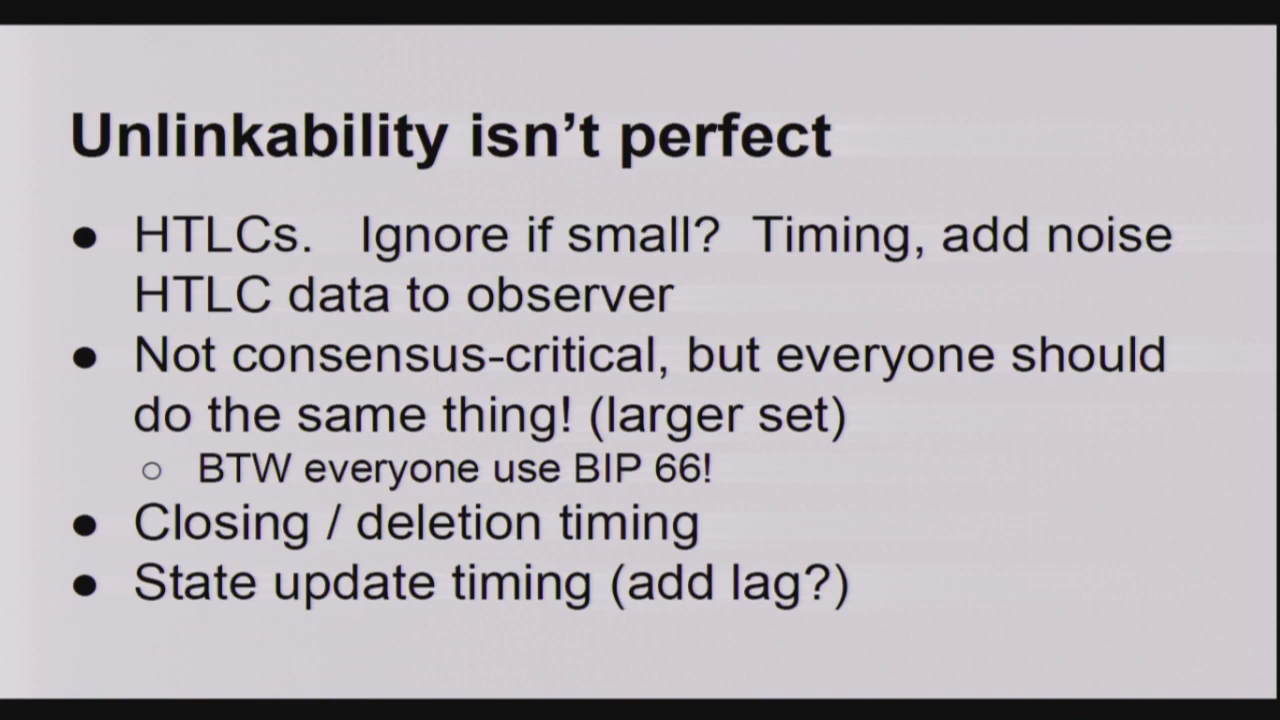 Unlinkability isn't perfect
● HTLCs. Ignore if small? Timing, add noise
HTLC data to observer
● Not consensus-critical, but everyone should
do the same thing! (larger set)
○ BTW everyone use BIP 66!
● Closing / deletion timing
● State update timing (add lag?)